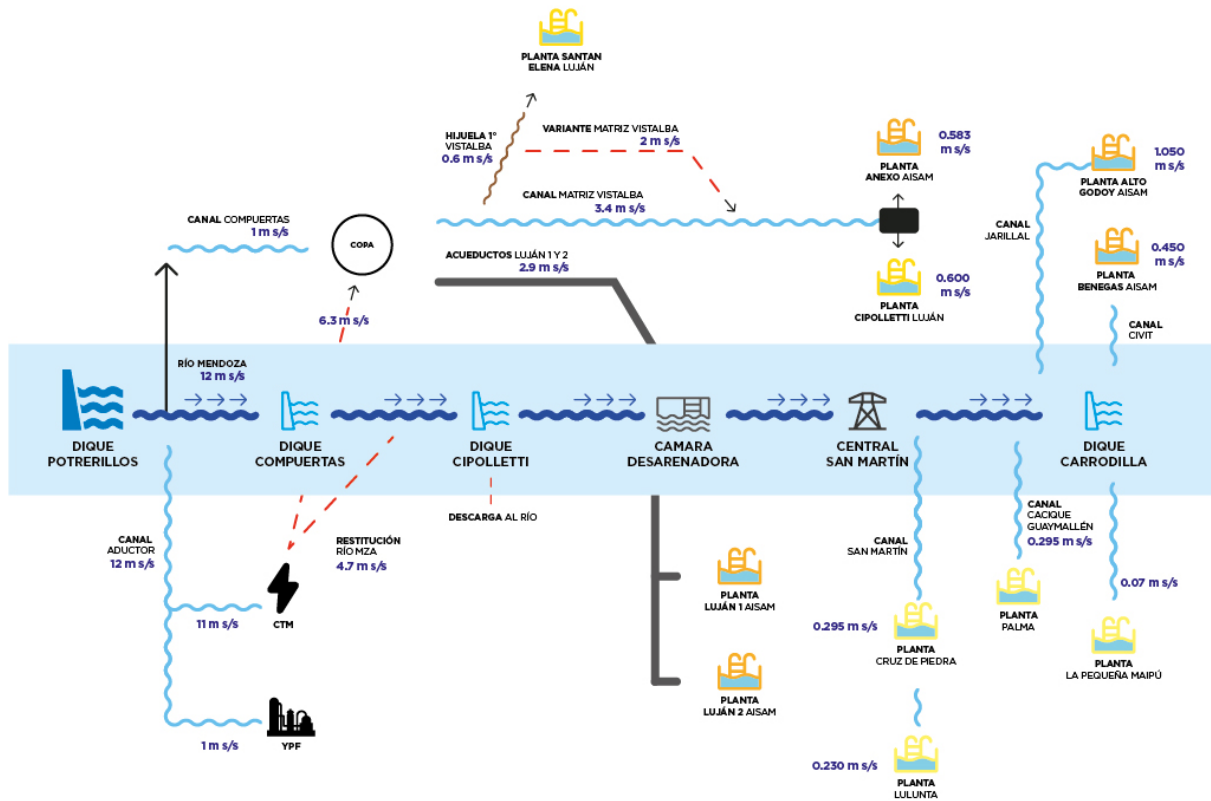 PLANTA SANTAN
ELENA LUJÁN
HIJUELA 1º
VISTALBA
0.6 m s/s
VARIANTE MATRIZ VISTALBA
2 m s/s
CANAL MATRIZ VISTALBA
3.4 m s/s
0.583
m s/s
PLANTA
ANEXO AISAM
1.050
m s/s
PLANTA ALTO
GODOY AISAM
CANAL COMPUERTAS
1 m s/s
COPA
ACUEDUCTOS LUJÁN 1 Y 2
2.9 m s/s
CANAL
JARILLAL
0.450
m s/s
PLANTA
BENEGAS AISAM
0.600
m s/s
PLANTA
CIPOLLETTI LUJÁN
6.3 m s/s
CANAL
CIVIT
RÍO MENDOZA
12 m s/s
DIQUE
POTRERILLOS
DIQUE
COMPUERTAS
DIQUE
CIPOLLETTI
CAMARA
DESARENADORA
CENTRAL
SAN MARTÍN
DIQUE
CARRODILLA
DESCARGA AL RÍO
CANAL
ADUCTOR
12 m s/s
RESTITUCIÓN
RÍO MZA
4.7 m s/s
CANAL
SAN MARTÍN
CANAL
CACIQUE
GUAYMALLÉN
0.295 m s/s
0.07 m s/s
11 m s/s
CTM
PLANTA
LUJÁN 1 AISAM
0.295 m s/s
PLANTA
CRUZ DE PIEDRA
PLANTA
PALMA
PLANTA
LA PEQUEÑA MAIPÚ
PLANTA
LUJÁN 2 AISAM
1 m s/s
YPF
0.230 m s/s
PLANTA
LULUNTA